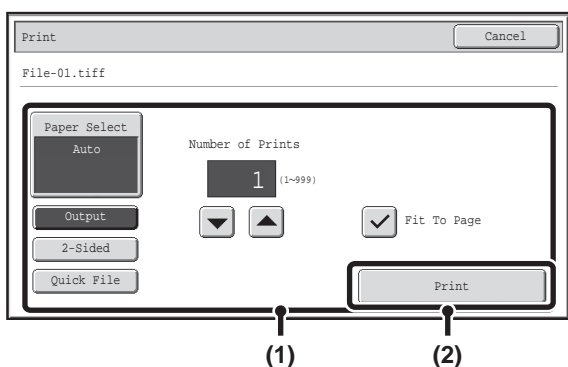 Print
Cancel
File-01.tiff
Paper Select
Auto
Number of Prints
1 (1~999)
Output
Fit To Page
2-Sided
Quick File
Print
(1)
(2)